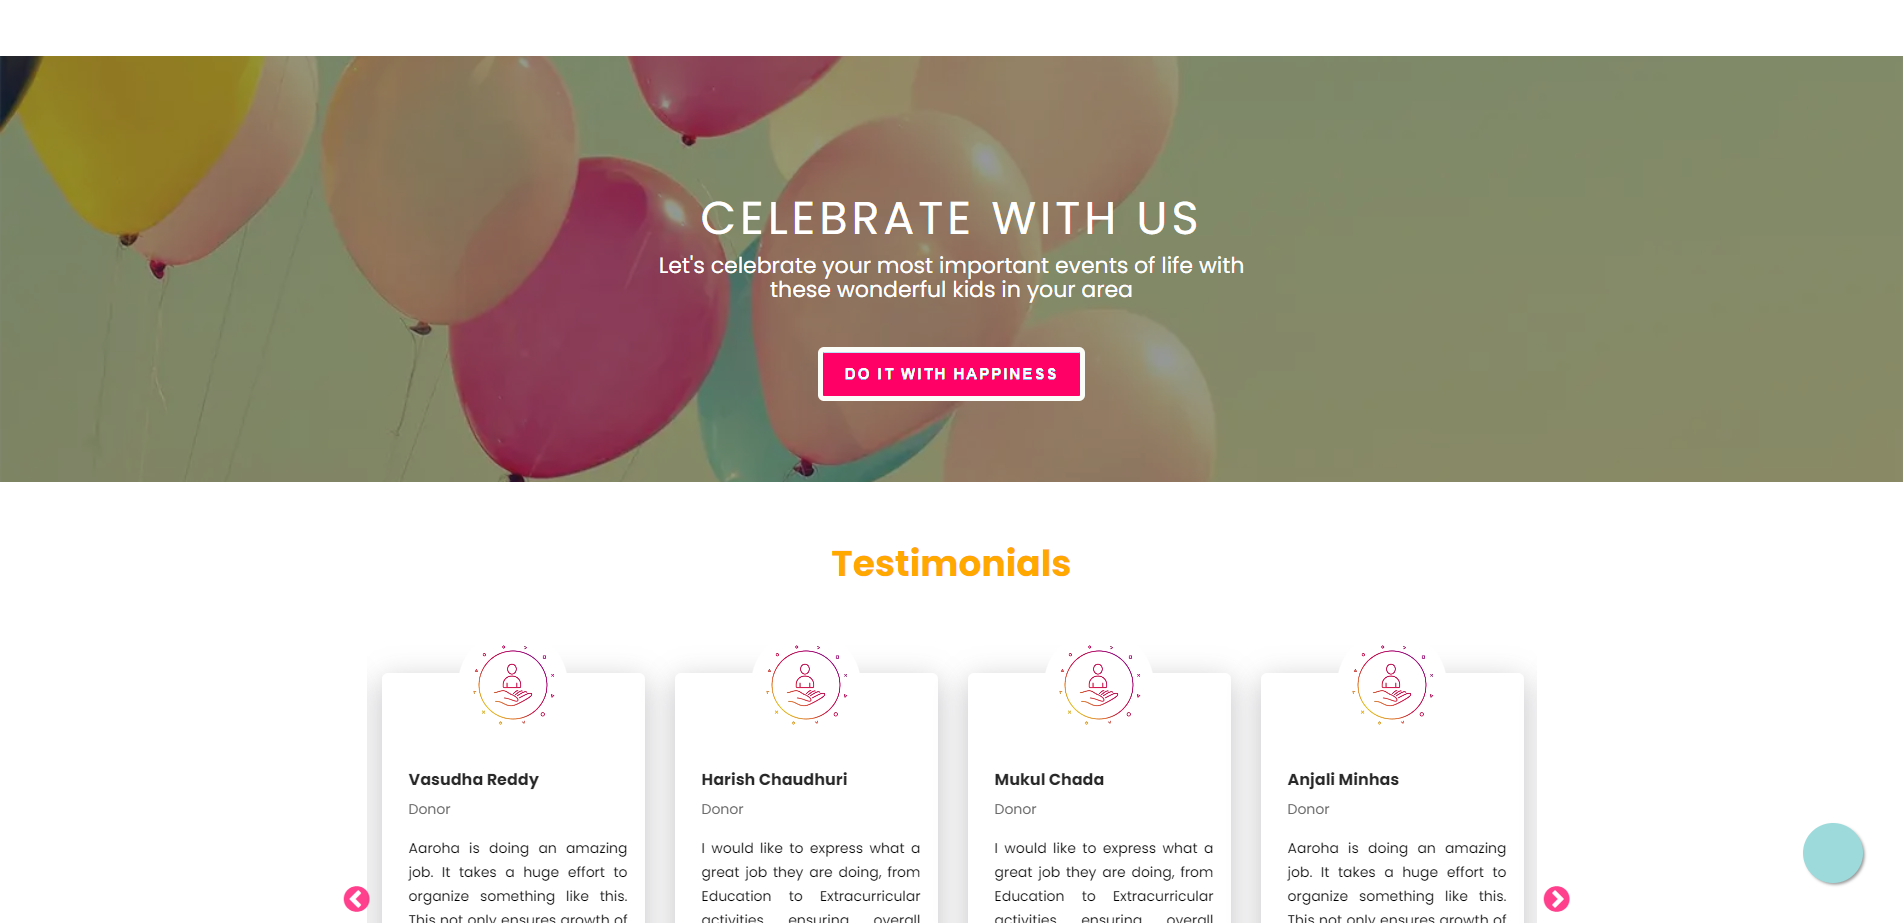 CELEBRATE WITH US
Let's celebrate your most important events of life with
these wonderful kids in your area
DO IT WITH HAPPINESS
Testimonials
Vasudha Reddy
Donor
Aaroha is doing an amazing
job. It takes a huge effort to
organize something like this.
This not only ensures growth of
Harish Chaudhuri
Donor
I would like to express what a
great job they are doing, from
Education to Extracurricular
activities ensuring overall
Mukul Chada
Donor
I would like to express what a
great job they are doing, from
Education to Extracurricular
activities ensuring overall
Anjali Minhas
Donor
Aaroha is doing an amazing
job. It takes a huge effort to
organize something like this.
This not only ensures growth of